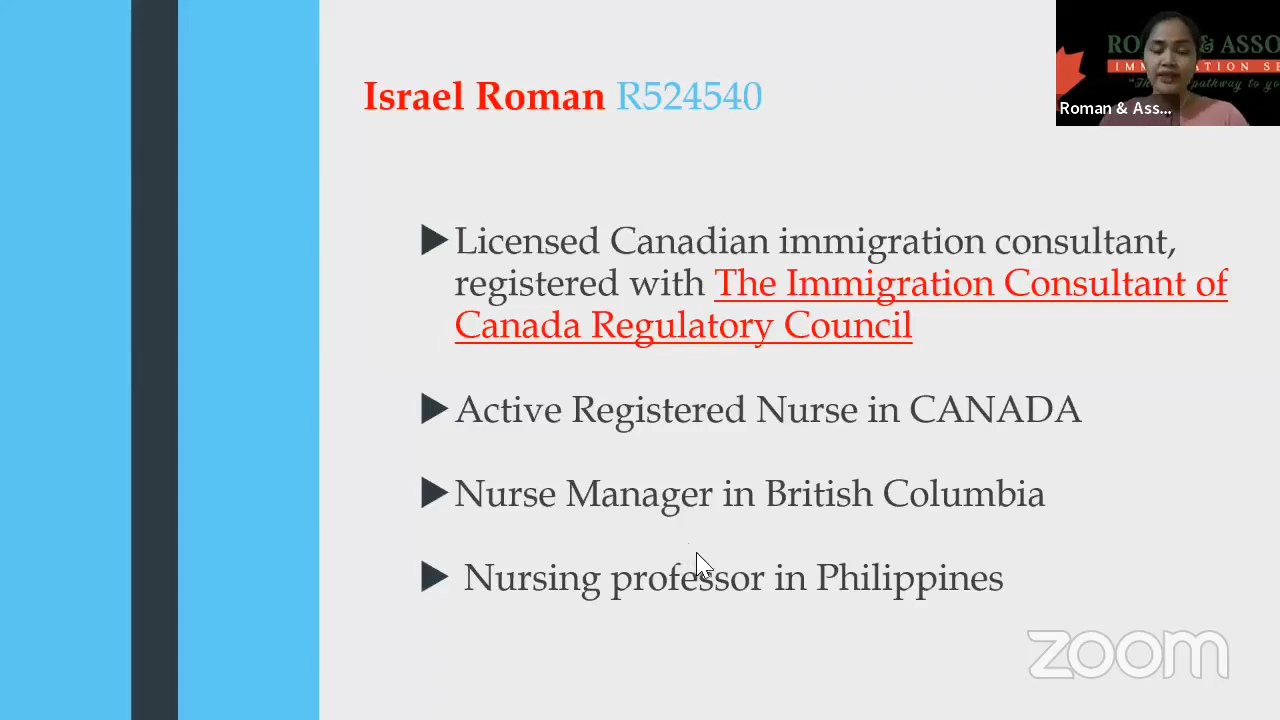 Israel Roman R524540
Licensed Canadian immigration consultant,
registered with The Immigration Consultant of
Canada Regulatory Council
Active Registered Nurse in CANADA
Nurse Manager in British Columbia
Nursing professor in Philippines
& ASSO
Roman & Ass...
zoom